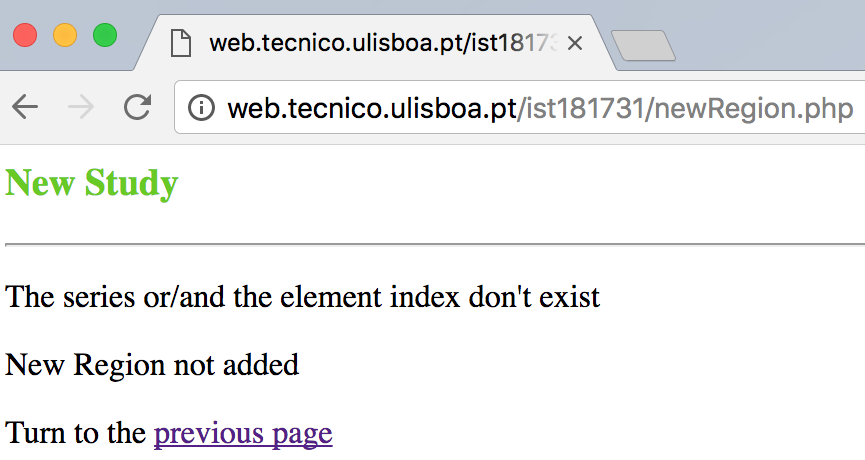 web.tecnico.ulisboa.pt/ist1817
web.tecnico.ulisboa.pt/ist181731/newRegion.php
New Study
The series or/and the element index don't exist
New Region not added
Turn to the previous page